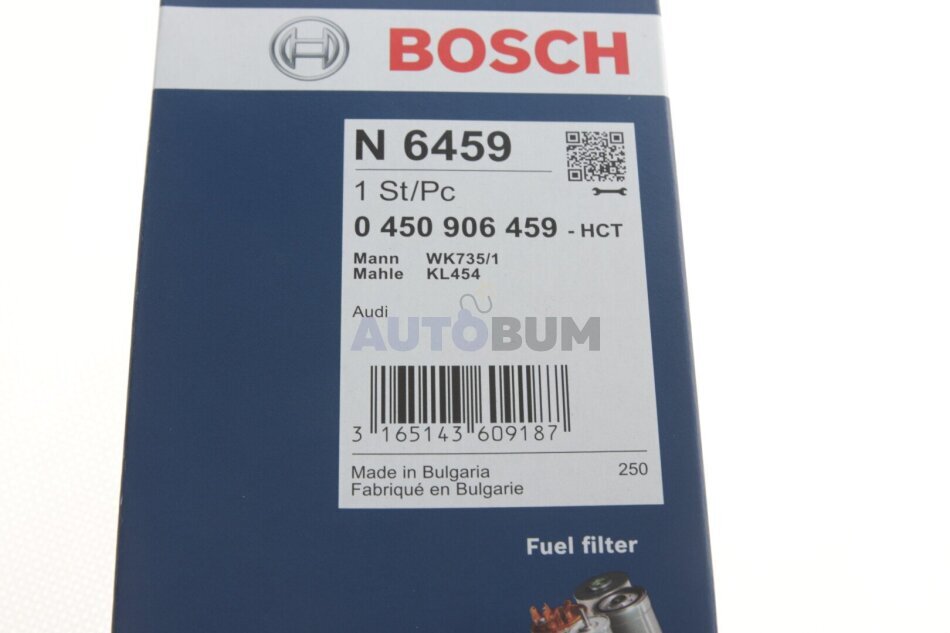 BOSCH
N 6459
1 St/Pc
0 450 906 459 - HCT
Mann WK735/1
Mahle KL454
Audi
AUTOBUM
3 165143 609187
Made in Bulgaria 250
Fabriqué en Bulgarie
Fuel filter